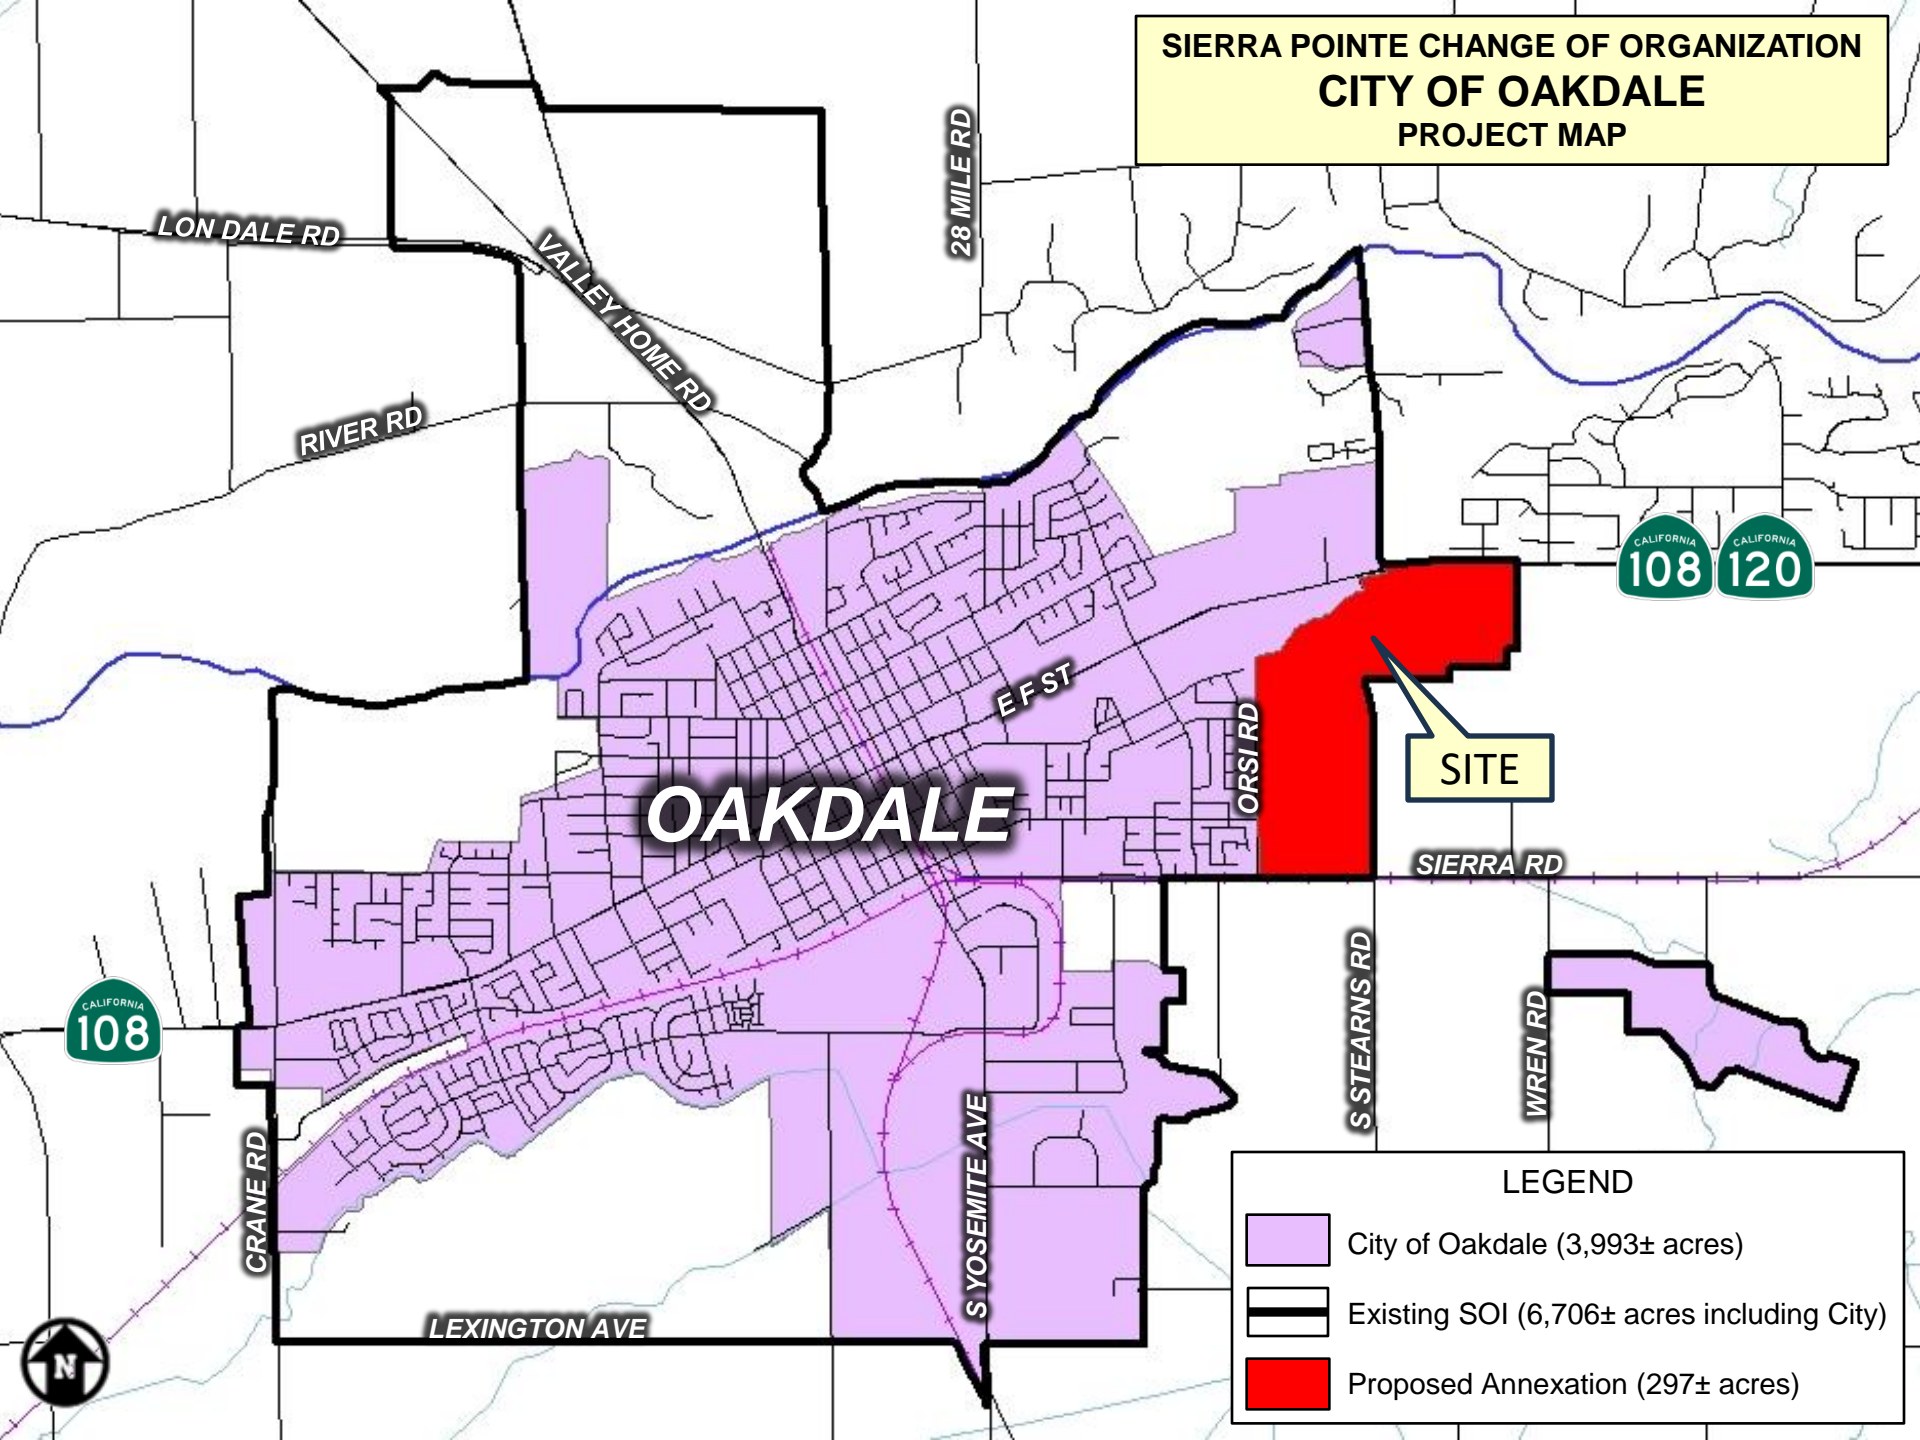 SIERRA POINTE CHANGE OF ORGANIZATION
CITY OF OAKDALE
PROJECT MAP
28 MILE RD
LON DALE RD
VALLEY HOME RD
RIVER RD
CALIFORNIA
108
CALIFORNIA
120
E F ST
ORSI RD
SITE
OAKDALE
SIERRA RD
CALIFORNIA
108
S STEARNS RD
WREN RD
CRANE RD
S YOSEMITE AVE
LEXINGTON AVE
N
LEGEND
City of Oakdale (3,993± acres)
Existing SOI (6,706± acres including City)
Proposed Annexation (297± acres)